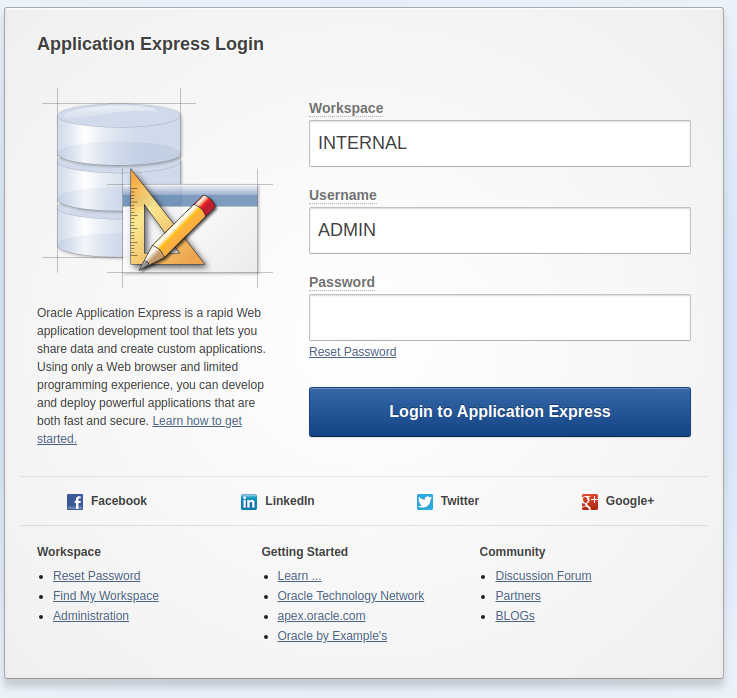 Application Express Login
Workspace
INTERNAL
Username
ADMIN
Password
Reset Password
Login to Application Express
Oracle Application Express is a rapid Web
application development tool that lets you
share data and create custom applications.
Using only a Web browser and limited
programming experience, you can develop
and deploy powerful applications that are
both fast and secure. Learn how to get
started.
Facebook
LinkedIn
Twitter
Google+
Workspace
Reset Password
Find My Workspace
Administration
Getting Started
Learn ...
Oracle Technology Network
apex.oracle.com
Oracle by Example's
Community
Discussion Forum
Partners
BLOGs